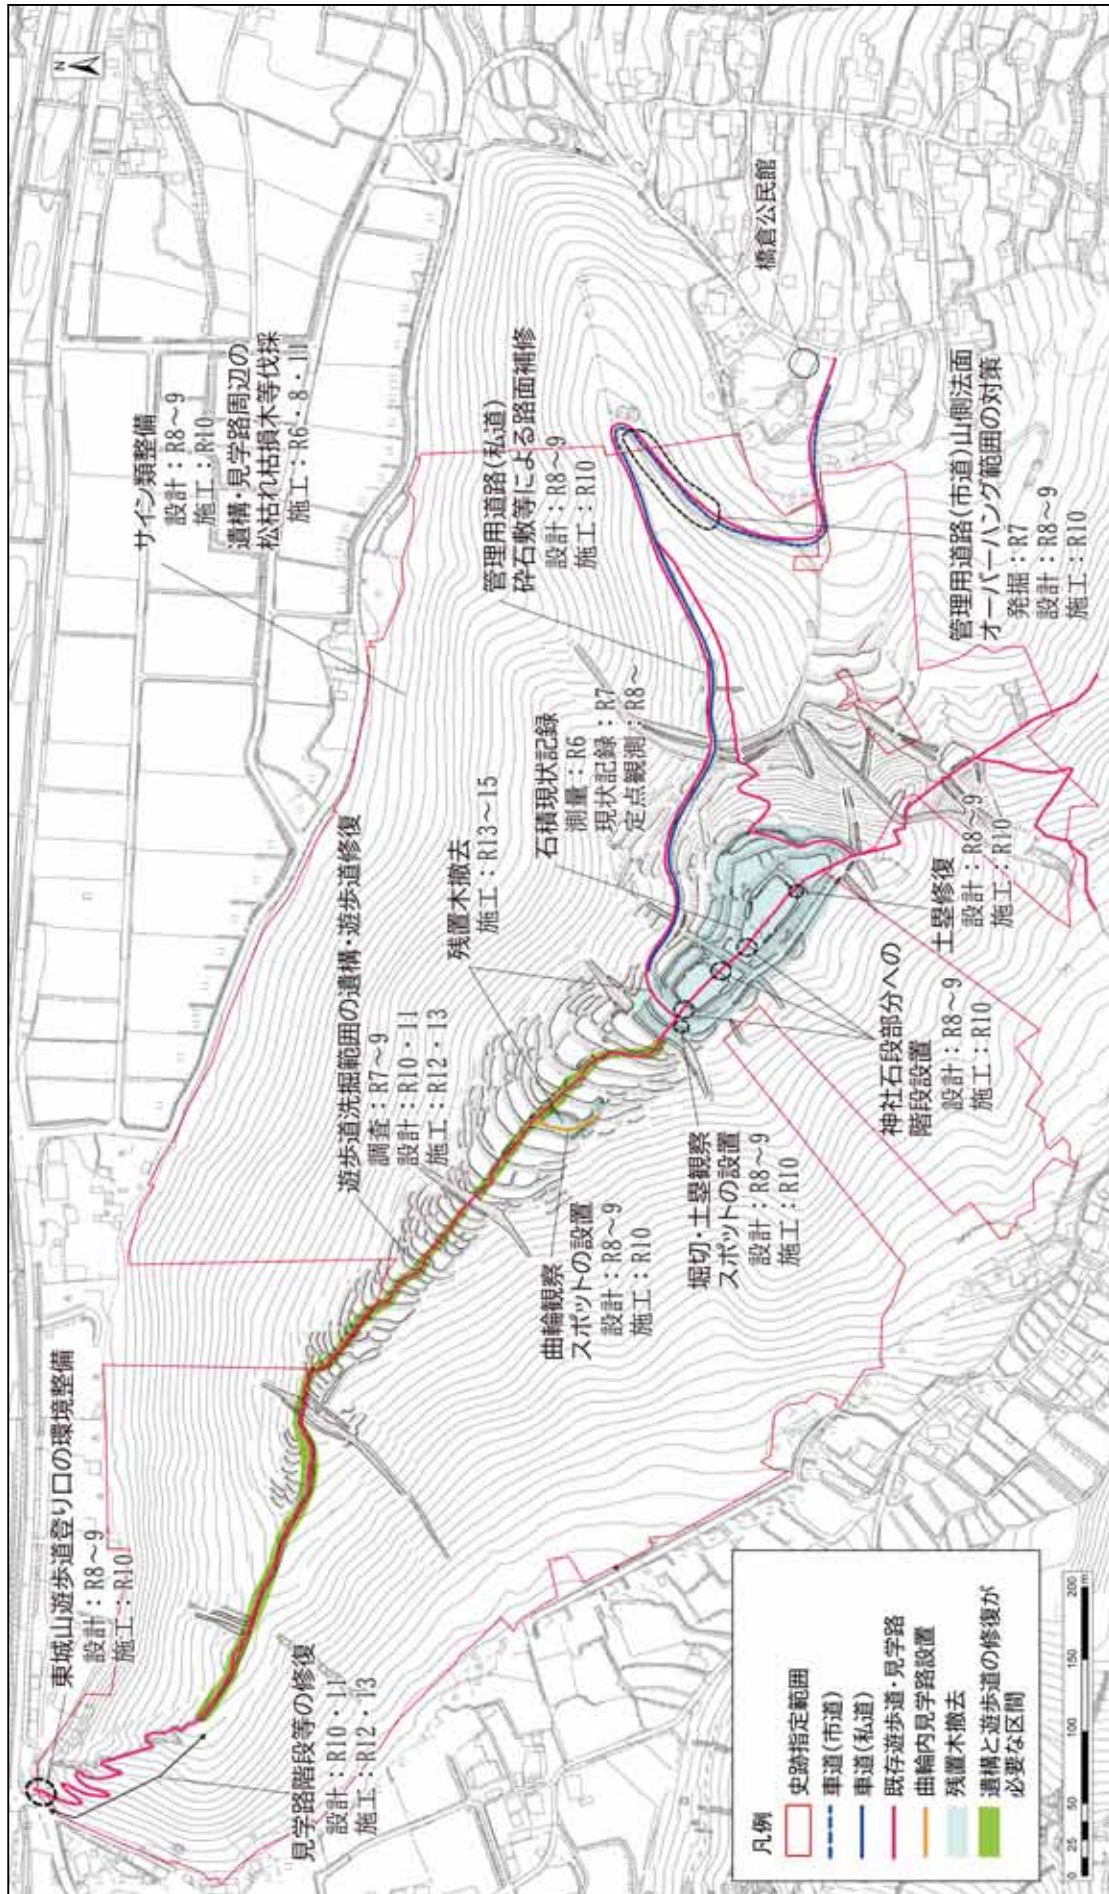 N
サイン類整備
設計：R8～9
施工：R10
遺構・見学路周辺の
松枯れ枯損木等伐採
施工：R6・8・11
橋倉公民館
管理用道路（私道）
砕石敷等による路面補修
設計：R8～9
施工：R10
管理用道路（市道）山側法面
オーバーハング範囲の対策
発掘：R7
設計：R8～9
施工：R10
石積現状記録
測量：R6
現状記録：R7
定点観測：R8～
残置木撤去
施工：R13～15
遊歩道洗掘範囲の遺構・遊歩道修復
調査：R7～9
設計：R10・11
施工：R12・13
土塁修復
設計：R8～9
施工：R10
神社石段部分への
階段設置
設計：R8～9
施工：R10
堀切・土塁観察
スポットの設置
設計：R8～9
施工：R10
曲輪観察
スポットの設置
設計：R8～9
施工：R10
東城山遊歩道登り口の環境整備
設計：R8～9
施工：R10
見学路階段等の修復
設計：R10・11
施工：R12・13
凡例
史跡指定範囲
車道（市道）
車道（私道）
既存遊歩道・見学路
曲輪内見学路設置
残置木撤去
遺構と遊歩道の修復が
必要な区間
0 25 50 100 150 200
m